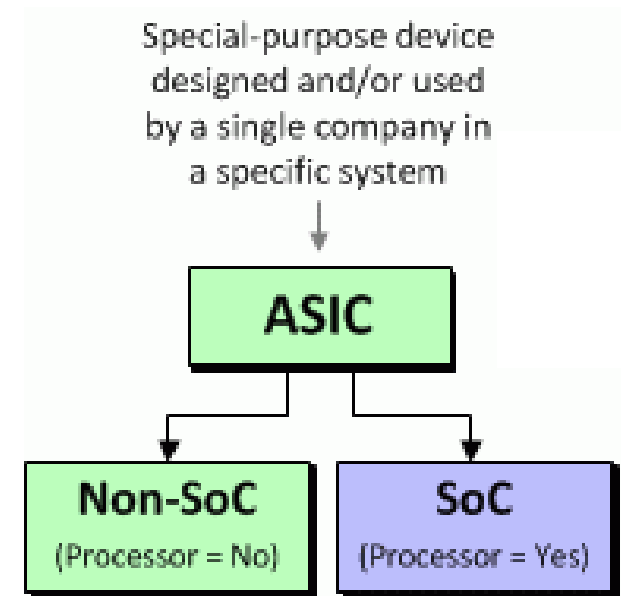 Special-purpose device
designed and/or used
by a single company in
a specific system
ASIC
Non-SoC
(Processor = No)
SoC
(Processor = Yes)